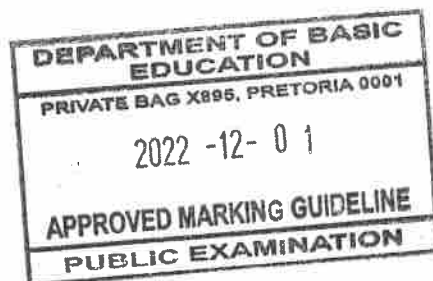 DEPARTMENT OF BASIC
EDUCATION
PRIVATE BAG X895, PRETORIA 0001
2022 -12- 0 1
APPROVED MARKING GUIDELINE
PUBLIC EXAMINATION